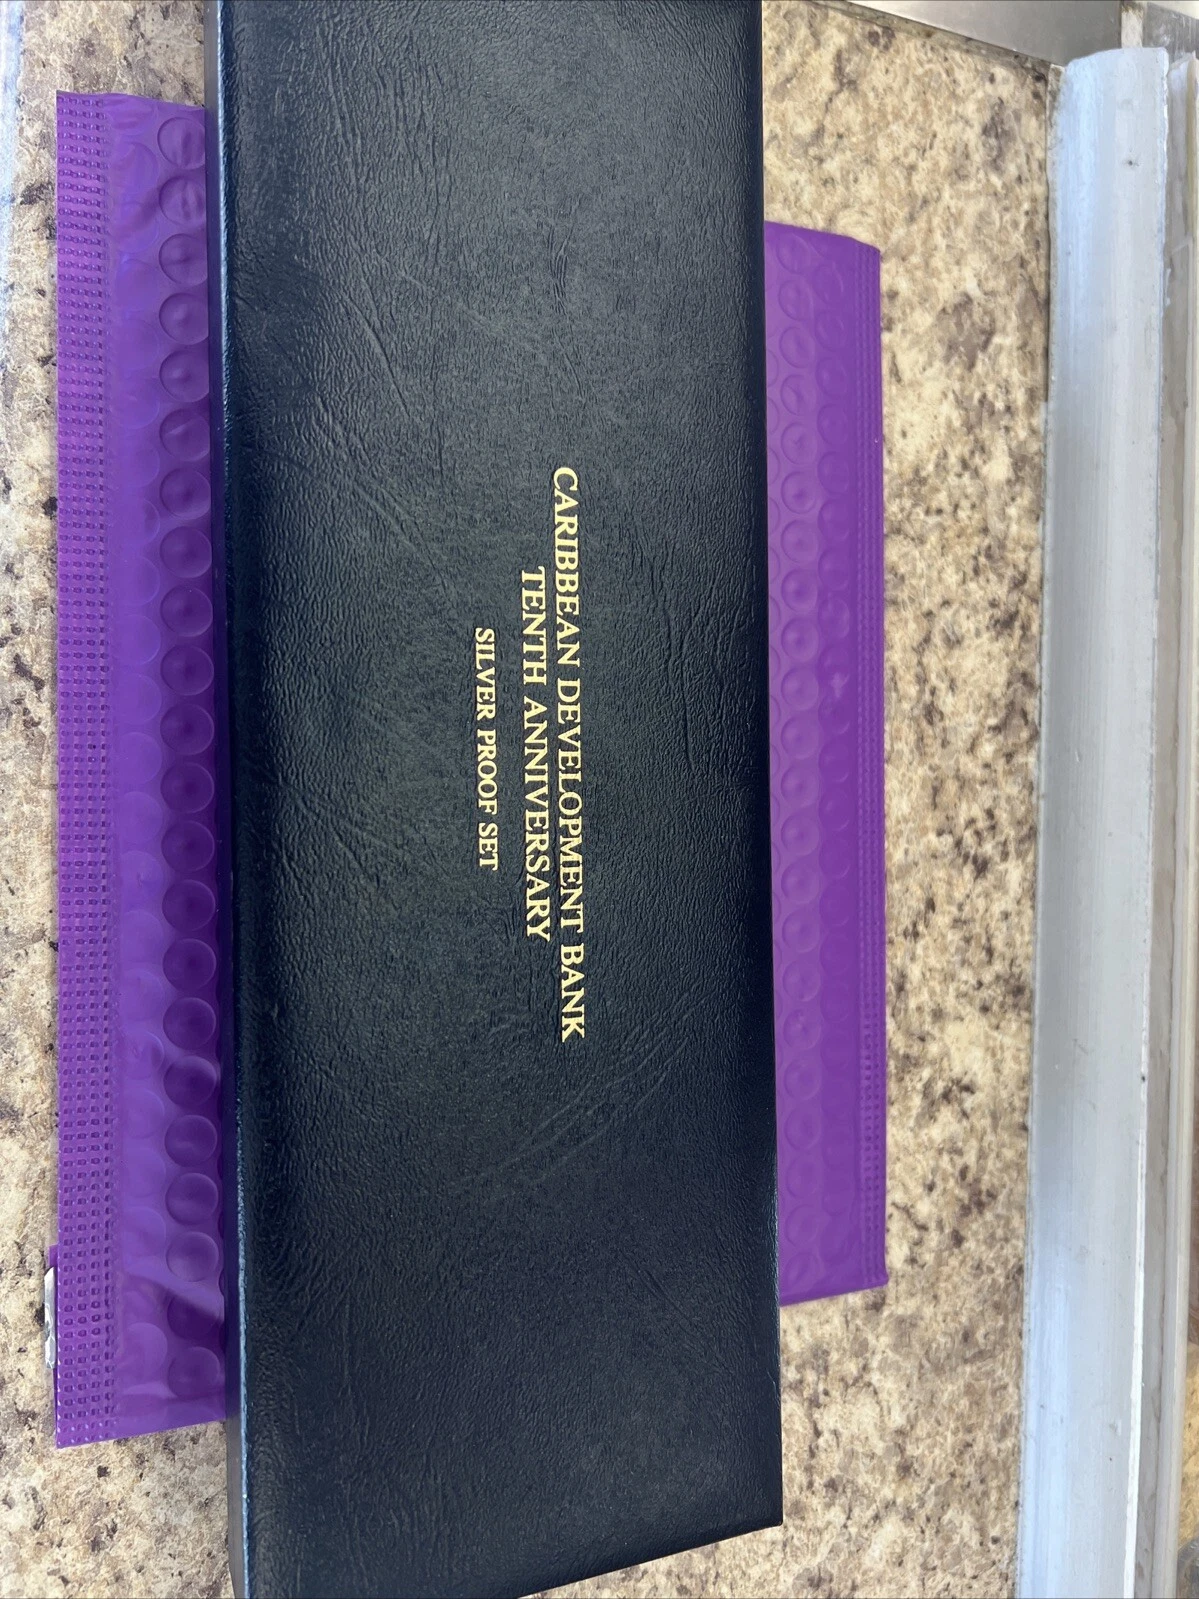 CARIBBEAN DEVELOPMENT BANK
TENTH ANNIVERSARY
SILVER PROOF SET